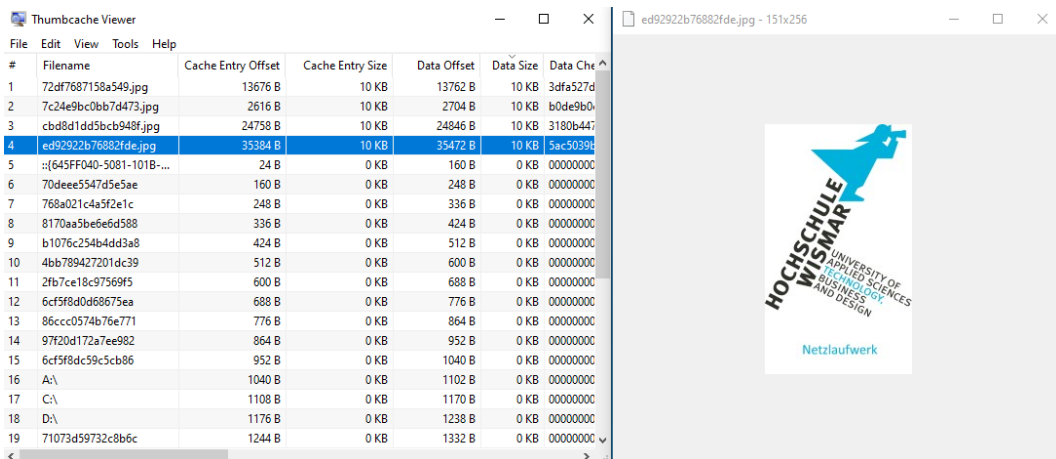 Thumbcache Viewer
File Edit View Tools Help
# Filename Cache Entry Offset Cache Entry Size Data Offset Data Size Data Che
1 72df7687158a549.jpg 13676 B 10 KB 13762 B 10 KB 3dfa527d
2 7c24e9bc0bb7d473.jpg 2616 B 10 KB 2704 B 10 KB b0de9b0
3 cbd8d1dd5bcb948f.jpg 24758 B 10 KB 24846 B 10 KB 3180b447
4 ed92922b76882fde.jpg 35384 B 10 KB 35472 B 10 KB 5ac5039b
5 ::{645FF040-5081-101B-... 24 B 0 KB 160 B 0 KB 00000000
6 70deee5547d5e5ae 160 B 0 KB 248 B 0 KB 00000000
7 768a021c4a5f2e1c 248 B 0 KB 336 B 0 KB 00000000
8 8170aa5be6e6d588 336 B 0 KB 424 B 0 KB 00000000
9 b1076c254b4dd3a8 424 B 0 KB 512 B 0 KB 00000000
10 4bb789427201dc39 512 B 0 KB 600 B 0 KB 00000000
11 2fb7ce18c97569f5 600 B 0 KB 688 B 0 KB 00000000
12 6cf5f8d0d68675ea 688 B 0 KB 776 B 0 KB 00000000
13 86ccc0574b76e771 776 B 0 KB 864 B 0 KB 00000000
14 97f20d172a7ee982 864 B 0 KB 952 B 0 KB 00000000
15 6cf5f8dc59c5cb86 952 B 0 KB 1040 B 0 KB 00000000
16 A:\ 1040 B 0 KB 1102 B 0 KB 00000000
17 C:\ 1108 B 0 KB 1170 B 0 KB 00000000
18 D:\ 1176 B 0 KB 1238 B 0 KB 00000000
19 71073d59732c8b6c 1244 B 0 KB 1332 B 0 KB 00000000
ed92922b76882fde.jpg - 151x256
HOCHSCHULE
WISMAR
UNIVERSITY OF
APPLIED SCIENCES
TECHNOLOGY,
BUSINESS
AND DESIGN
Netzlaufwerk